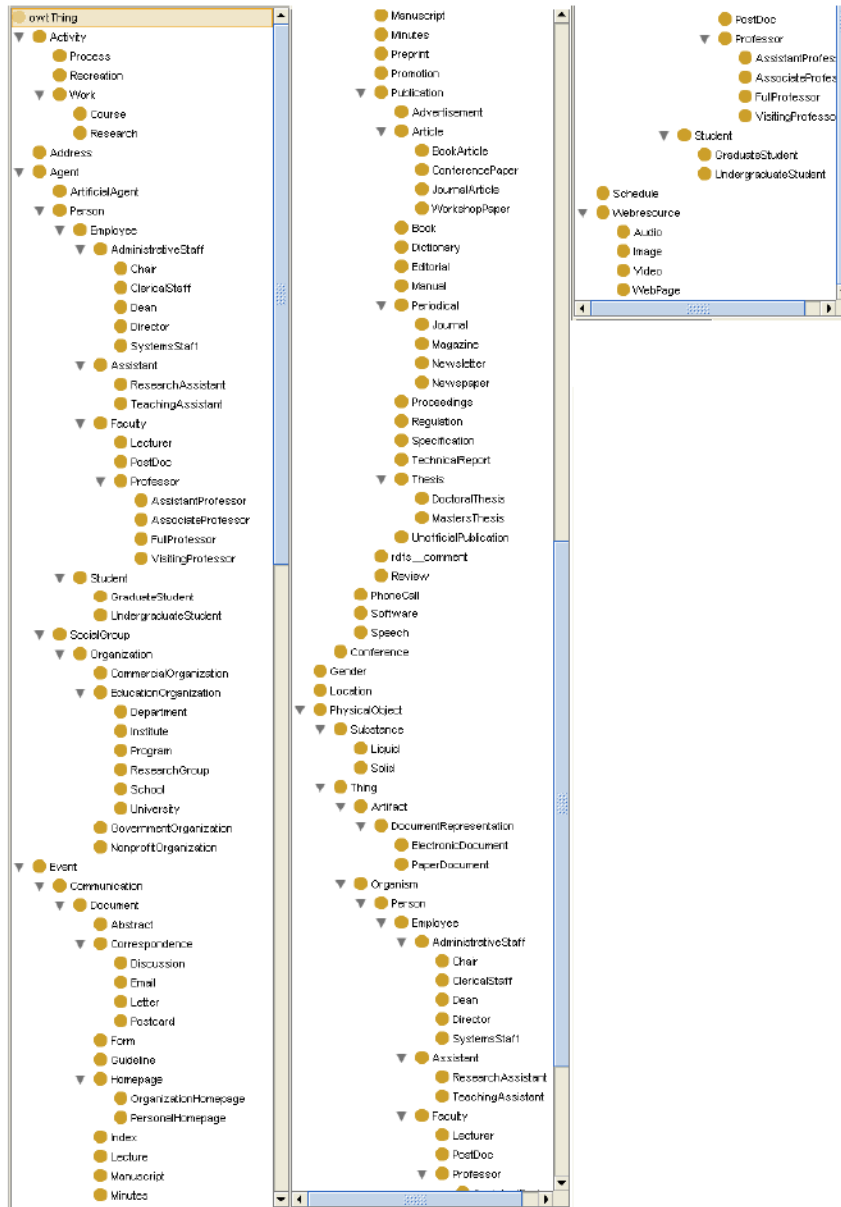 owl:Thing
Activity
Process
Recreation
Work
Course
Research
Address
Agent
ArtificialAgent
Person
Employee
AdministrativeStaff
Chair
ClericalStaff
Dean
Director
SystemsStaff
Assistant
ResearchAssistant
TeachingAssistant
Faculty
Lecturer
PostDoc
Professor
AssistantProfessor
AssociateProfessor
FullProfessor
VisitingProfessor
Student
GraduateStudent
UndergraduateStudent
SocialGroup
Organization
CommercialOrganization
EducationOrganization
Department
Institute
Program
ResearchGroup
School
University
GovernmentOrganization
NonprofitOrganization
Event
Communication
Document
Abstract
Correspondence
Discussion
Email
Letter
Postcard
Form
Guideline
Homepage
OrganizationHomepage
PersonalHomepage
Index
Lecture
Manuscript
Minutes
Manuscript
Minutes
Preprint
Promotion
Publication
Advertisement
Article
BookArticle
ConferencePaper
JournalArticle
WorkshopPaper
Book
Dictionary
Editorial
Manual
Periodical
Journal
Magazine
Newsletter
Newspaper
Proceedings
Regulation
Specification
TechnicalReport
Thesis
DoctoralThesis
MastersThesis
UnofficialPublication
rdfs__comment
Review
PhoneCall
Software
Speech
Conference
Gender
Location
PhysicalObject
Substance
Liquid
Solid
Thing
Artifact
DocumentRepresentation
ElectronicDocument
PaperDocument
Organism
Person
Employee
AdministrativeStaff
Chair
ClericalStaff
Dean
Director
SystemsStaff
Assistant
ResearchAssistant
TeachingAssistant
Faculty
Lecturer
PostDoc
Professor
PostDoc
Professor
AssistantProfes
AssociateProfes
FullProfessor
VisitingProfesso
Student
GraduateStudent
UndergraduateStudent
Schedule
Webresource
Audio
Image
Video
WebPage